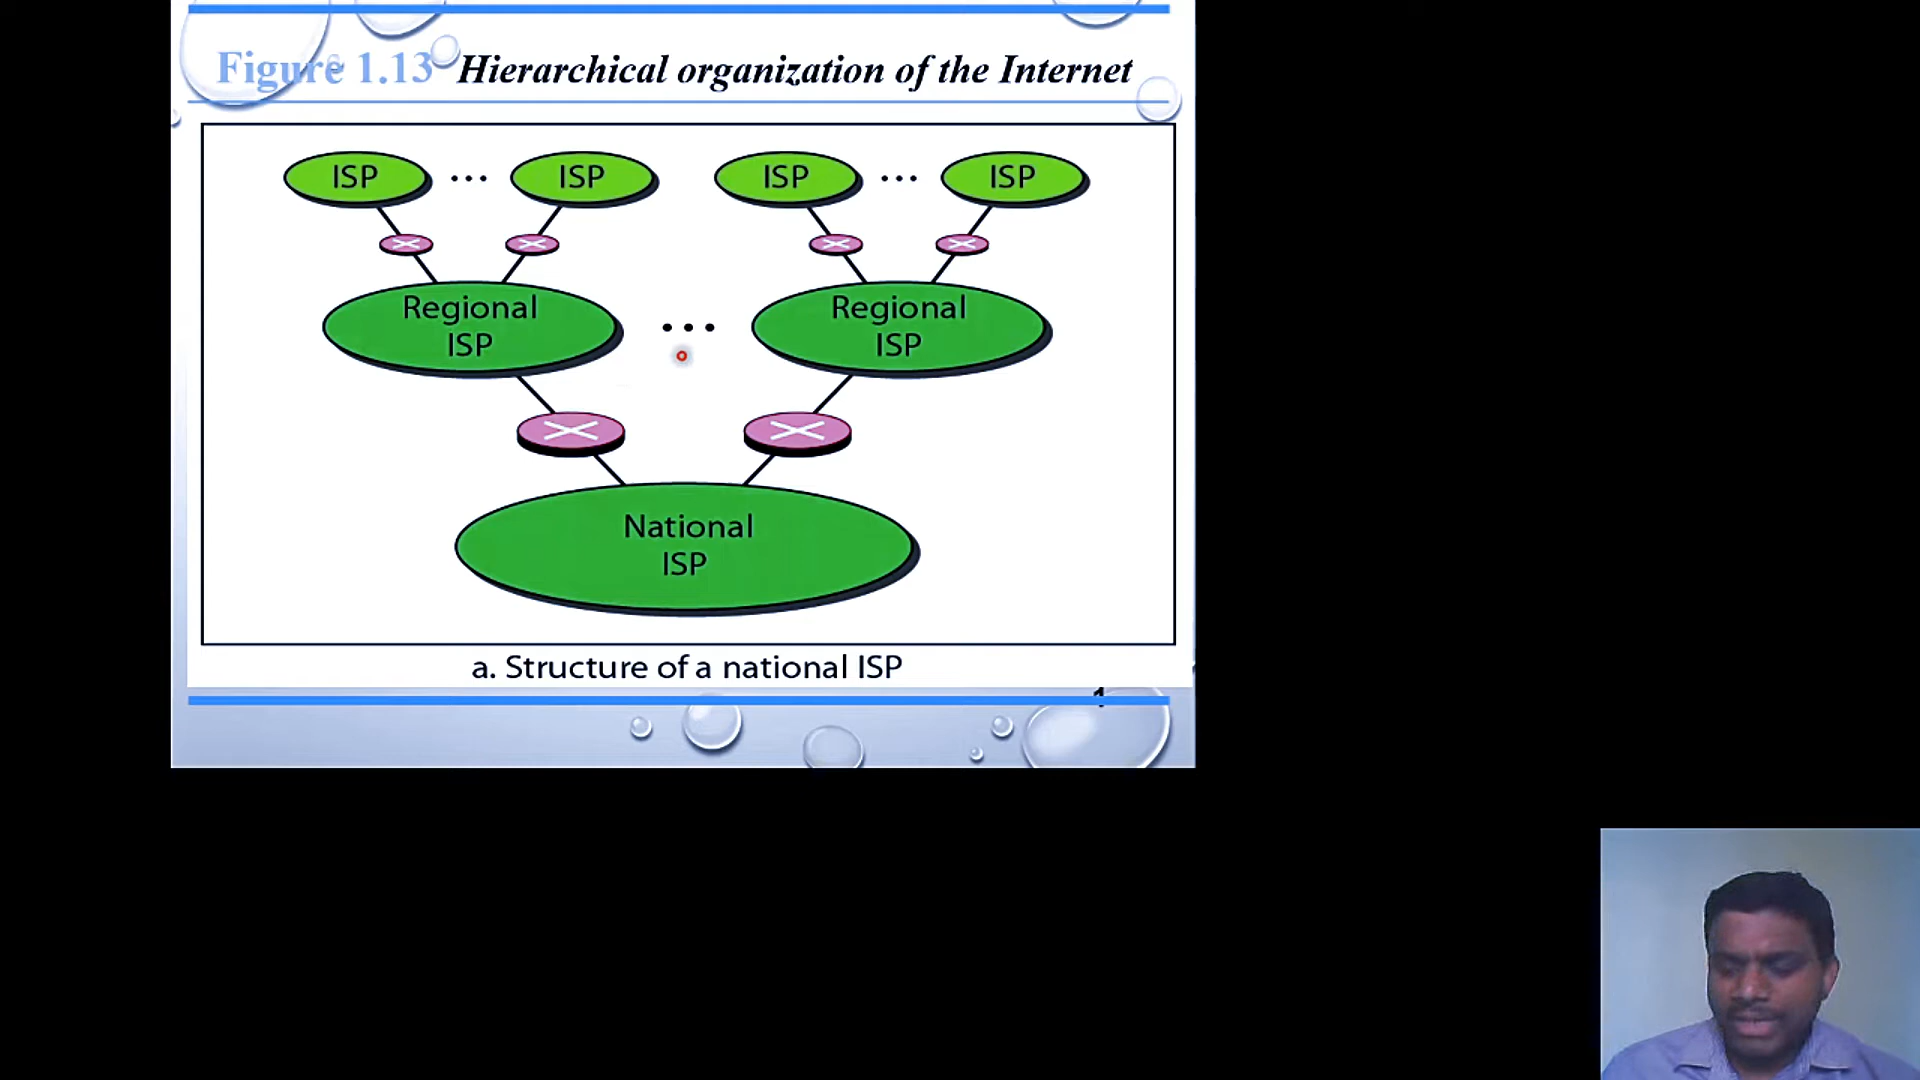 Figure 1.13 Hierarchical organization of the Internet
ISP ... ISP ISP ... ISP
Regional ISP ... Regional ISP
National ISP
a. Structure of a national ISP
1